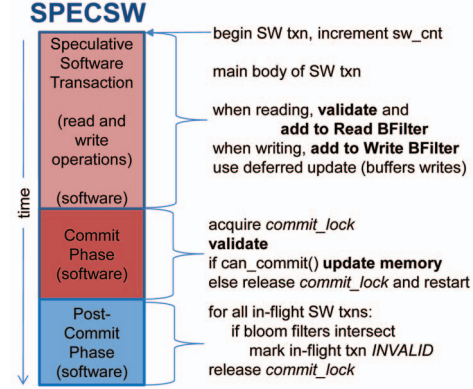 SPECSW
Speculative
Software
Transaction
(read and
write
operations)
(software)
begin SW txn, increment sw_cnt
main body of SW txn
when reading, validate and
add to Read BFilter
when writing, add to Write BFilter
use deferred update (buffers writes)
time
Commit
Phase
(software)
acquire commit_lock
validate
if can_commit() update memory
else release commit_lock and restart
Post-
Commit
Phase
(software)
for all in-flight SW txns:
if bloom filters intersect
mark in-flight txn INVALID
release commit_lock